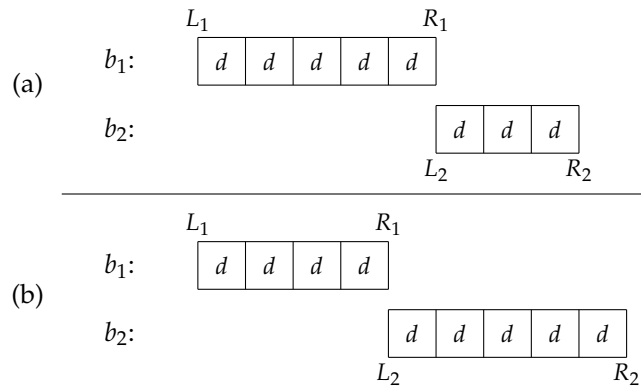 L₁ R₁
b₁: d d d d d
(a)
b₂: d d d
L₂ R₂
L₁ R₁
b₁: d d d d
(b)
b₂: d d d d d
L₂ R₂